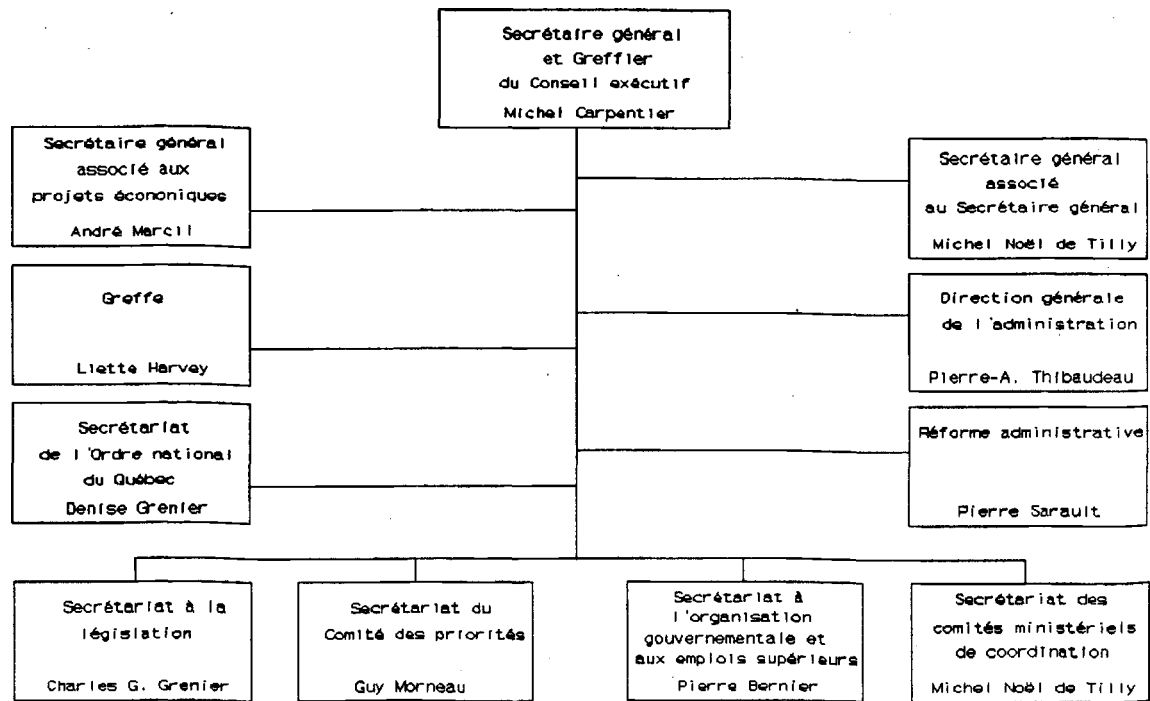 Secrétaire général
et Greffier
du Conseil exécutif
Michel Carpentier
Secrétaire général
associé aux
projets économiques
André Marcil
Secrétaire général
associé
au Secrétaire général
Michel Noël de Tilly
Greffe
Liette Harvey
Direction générale
de l'administration
Pierre-A. Thibaudeau
Secrétariat
de l'Ordre national
du Québec
Denise Grenier
Réforme administrative
Pierre Sarault
Secrétariat à la
législation
Charles G. Grenier
Secrétariat du
Comité des priorités
Guy Morneau
Secrétariat à
l'organisation
gouvernementale et
aux emplois supérieurs
Pierre Bernier
Secrétariat des
comités ministériels
de coordination
Michel Noël de Tilly